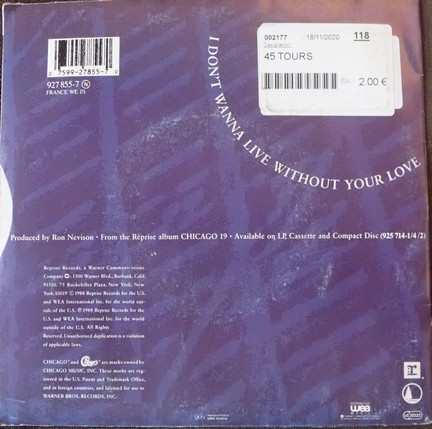 002177 18/11/2020 118
Désignation
45 TOURS
2.00 €
0 7599-27855-7 0
927 855-7 N
FRANCE WE 171
I DON'T WANNA LIVE WITHOUT YOUR LOVE
Produced by Ron Nevison • From the Reprise album CHICAGO 19 • Available on LP, Cassette and Compact Disc (925 714-1/4/2)
Reprise Records, a Warner Communications
Company 3300 Warner Blvd., Burbank, Calif.
91510. 75 Rockefeller Plaza, New York, New
York 10019 © 1988 Reprise Records for the U.S.
and WEA International Inc. for the world out-
side of the U.S. ℗ 1988 Reprise Records for the
U.S. and WEA International Inc. for the world
outside of the U.S. All Rights
Reserved. Unauthorized duplication is a violation
of applicable laws.
CHICAGO® and Chicago® are marks owned by
CHICAGO MUSIC, INC. These marks are reg-
istered in the U.S. Patent and Trademark Office,
and in foreign countries, and licensed for use to
WARNER BROS. RECORDS, INC.
wea